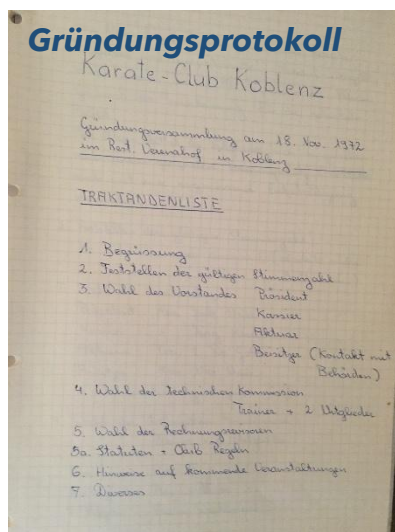 Gründungsprotokoll
Karate-Club Koblenz
Gründungsversammlung am 18. Nov. 1972
im Rest. Verenahof in Koblenz
TRAKTANDENLISTE
1. Begrüssung
2. Feststellen der gültigen Stimmenzahl
3. Wahl des Vorstandes Präsident
Kassier
Aktuar
Beisitzer (Kontakt mit
Behörden)
4. Wahl der technischen Kommission
Trainer + 2 Mitglieder
5. Wahl der Rechnungsrevisoren
5a. Statuten + Club Regeln
6. Hinweise auf kommende Veranstaltungen
7. Diverses